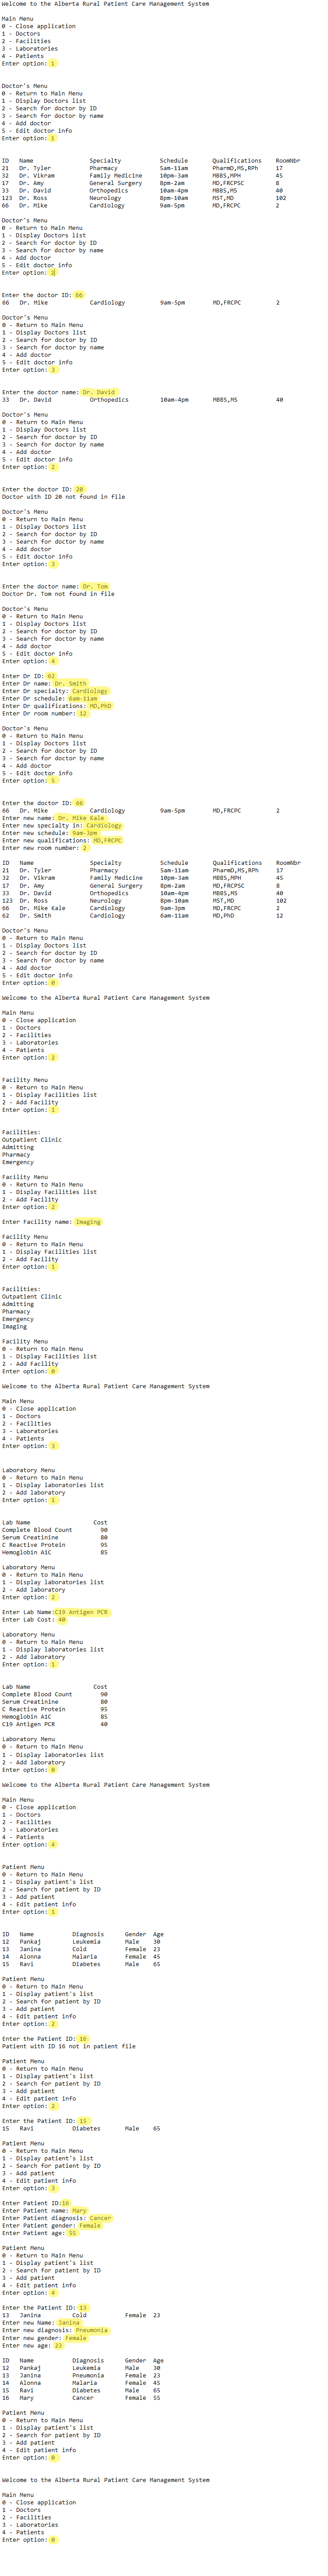 Welcome to the Alberta Rural Patient Care Management System
Main Menu
0 - Close application
1 - Doctors
2 - Facilities
3 - Laboratories
4 - Patients
Enter option: 1
Doctor's Menu
0 - Return to Main Menu
1 - Display Doctors list
2 - Search for doctor by ID
3 - Search for doctor by name
4 - Add doctor
5 - Edit doctor info
Enter option: 1
ID Name Specialty Schedule Qualifications RoomNbr
21 Dr. Tyler Pharmacy 5am-11am PharmD,MS,RPh 17
32 Dr. Vikram Family Medicine 10pm-3am MBBS,MPH 45
17 Dr. Amy General Surgery 8pm-2am MD,FRCPSC 8
33 Dr. David Orthopedics 10am-4pm MBBS,MS 40
123 Dr. Ross Neurology 8pm-10am MST,MD 102
66 Dr. Mike Cardiology 9am-5pm MD,FRCPC 2
Doctor's Menu
0 - Return to Main Menu
1 - Display Doctors list
2 - Search for doctor by ID
3 - Search for doctor by name
4 - Add doctor
5 - Edit doctor info
Enter option: 2
Enter the doctor ID: 66
66 Dr. Mike Cardiology 9am-5pm MD,FRCPC 2
Doctor's Menu
0 - Return to Main Menu
1 - Display Doctors list
2 - Search for doctor by ID
3 - Search for doctor by name
4 - Add doctor
5 - Edit doctor info
Enter option: 3
Enter the doctor name: Dr. David
33 Dr. David Orthopedics 10am-4pm MBBS,MS 40
Doctor's Menu
0 - Return to Main Menu
1 - Display Doctors list
2 - Search for doctor by ID
3 - Search for doctor by name
4 - Add doctor
5 - Edit doctor info
Enter option: 2
Enter the doctor ID: 20
Doctor with ID 20 not found in file
Doctor's Menu
0 - Return to Main Menu
1 - Display Doctors list
2 - Search for doctor by ID
3 - Search for doctor by name
4 - Add doctor
5 - Edit doctor info
Enter option: 3
Enter the doctor name: Dr. Tom
Doctor Dr. Tom not found in file
Doctor's Menu
0 - Return to Main Menu
1 - Display Doctors list
2 - Search for doctor by ID
3 - Search for doctor by name
4 - Add doctor
5 - Edit doctor info
Enter option: 4
Enter Dr ID: 62
Enter Dr name: Dr. Smith
Enter Dr specialty: Cardiology
Enter Dr schedule: 6am-11am
Enter Dr qualifications: MD,PhD
Enter Dr room number: 12
Doctor's Menu
0 - Return to Main Menu
1 - Display Doctors list
2 - Search for doctor by ID
3 - Search for doctor by name
4 - Add doctor
5 - Edit doctor info
Enter option: 5
Enter the doctor ID: 66
66 Dr. Mike Cardiology 9am-5pm MD,FRCPC 2
Enter new name: Dr. Mike Kale
Enter new specialty in: Cardiology
Enter new schedule: 9am-3pm
Enter new qualifications: MD,FRCPC
Enter new room number: 2
ID Name Specialty Schedule Qualifications RoomNbr
21 Dr. Tyler Pharmacy 5am-11am PharmD,MS,RPh 17
32 Dr. Vikram Family Medicine 10pm-3am MBBS,MPH 45
17 Dr. Amy General Surgery 8pm-2am MD,FRCPSC 8
33 Dr. David Orthopedics 10am-4pm MBBS,MS 40
123 Dr. Ross Neurology 8pm-10am MST,MD 102
66 Dr. Mike Kale Cardiology 9am-3pm MD,FRCPC 2
62 Dr. Smith Cardiology 6am-11am MD,PhD 12
Doctor's Menu
0 - Return to Main Menu
1 - Display Doctors list
2 - Search for doctor by ID
3 - Search for doctor by name
4 - Add doctor
5 - Edit doctor info
Enter option: 0
Welcome to the Alberta Rural Patient Care Management System
Main Menu
0 - Close application
1 - Doctors
2 - Facilities
3 - Laboratories
4 - Patients
Enter option: 2
Facility Menu
0 - Return to Main Menu
1 - Display Facilities list
2 - Add Facility
Enter option: 1
Facilities:
Outpatient Clinic
Admitting
Pharmacy
Emergency
Facility Menu
0 - Return to Main Menu
1 - Display Facilities list
2 - Add Facility
Enter option: 2
Enter Facility name: Imaging
Facility Menu
0 - Return to Main Menu
1 - Display Facilities list
2 - Add Facility
Enter option: 1
Facilities:
Outpatient Clinic
Admitting
Pharmacy
Emergency
Imaging
Facility Menu
0 - Return to Main Menu
1 - Display Facilities list
2 - Add Facility
Enter option: 0
Welcome to the Alberta Rural Patient Care Management System
Main Menu
0 - Close application
1 - Doctors
2 - Facilities
3 - Laboratories
4 - Patients
Enter option: 3
Laboratory Menu
0 - Return to Main Menu
1 - Display laboratories list
2 - Add laboratory
Enter option: 1
Lab Name Cost
Complete Blood Count 90
Serum Creatinine 80
C Reactive Protein 95
Hemoglobin A1C 85
Laboratory Menu
0 - Return to Main Menu
1 - Display laboratories list
2 - Add laboratory
Enter option: 2
Enter Lab Name:C19 Antigen PCR
Enter Lab Cost: 40
Laboratory Menu
0 - Return to Main Menu
1 - Display laboratories list
2 - Add laboratory
Enter option: 1
Lab Name Cost
Complete Blood Count 90
Serum Creatinine 80
C Reactive Protein 95
Hemoglobin A1C 85
C19 Antigen PCR 40
Laboratory Menu
0 - Return to Main Menu
1 - Display laboratories list
2 - Add laboratory
Enter option: 0
Welcome to the Alberta Rural Patient Care Management System
Main Menu
0 - Close application
1 - Doctors
2 - Facilities
3 - Laboratories
4 - Patients
Enter option: 4
Patient Menu
0 - Return to Main Menu
1 - Display patient's list
2 - Search for patient by ID
3 - Add patient
4 - Edit patient info
Enter option: 1
ID Name Diagnosis Gender Age
12 Pankaj Leukemia Male 30
13 Janina Cold Female 23
14 Alonna Malaria Female 45
15 Ravi Diabetes Male 65
Patient Menu
0 - Return to Main Menu
1 - Display patient's list
2 - Search for patient by ID
3 - Add patient
4 - Edit patient info
Enter option: 2
Enter the Patient ID: 16
Patient with ID 16 not in patient file
Patient Menu
0 - Return to Main Menu
1 - Display patient's list
2 - Search for patient by ID
3 - Add patient
4 - Edit patient info
Enter option: 2
Enter the Patient ID: 15
15 Ravi Diabetes Male 65
Patient Menu
0 - Return to Main Menu
1 - Display patient's list
2 - Search for patient by ID
3 - Add patient
4 - Edit patient info
Enter option: 3
Enter Patient ID:16
Enter Patient name: Mary
Enter Patient diagnosis: Cancer
Enter Patient gender: Female
Enter Patient age: 55
Patient Menu
0 - Return to Main Menu
1 - Display patient's list
2 - Search for patient by ID
3 - Add patient
4 - Edit patient info
Enter option: 4
Enter the Patient ID: 13
13 Janina Cold Female 23
Enter new Name: Janina
Enter new diagnosis: Pneumonia
Enter new gender: Female
Enter new age: 23
ID Name Diagnosis Gender Age
12 Pankaj Leukemia Male 30
13 Janina Pneumonia Female 23
14 Alonna Malaria Female 45
15 Ravi Diabetes Male 65
16 Mary Cancer Female 55
Patient Menu
0 - Return to Main Menu
1 - Display patient's list
2 - Search for patient by ID
3 - Add patient
4 - Edit patient info
Enter option: 0
Welcome to the Alberta Rural Patient Care Management System
Main Menu
0 - Close application
1 - Doctors
2 - Facilities
3 - Laboratories
4 - Patients
Enter option: 0